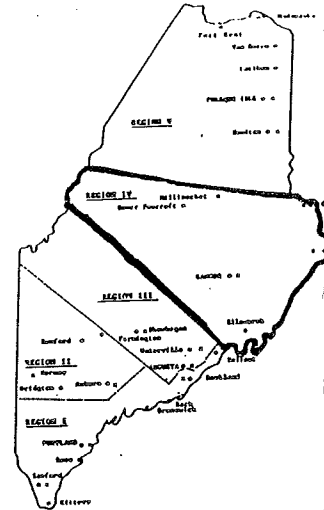 Madawaska
Fort Kent
Van Buren
Caribou
PRESQUE ISLE
REGION V
Houlton
REGION IV
Millinocket
Dover Foxcroft
BANGOR
REGION III
Ellsworth
Skowhegan
Rumford
Farmington
Waterville
Belfast
REGION II
AUGUSTA
Norway
Rockland
Auburn
Bridgton
Bath
Brunswick
REGION I
PORTLAND
Saco
Sanford
Kittery